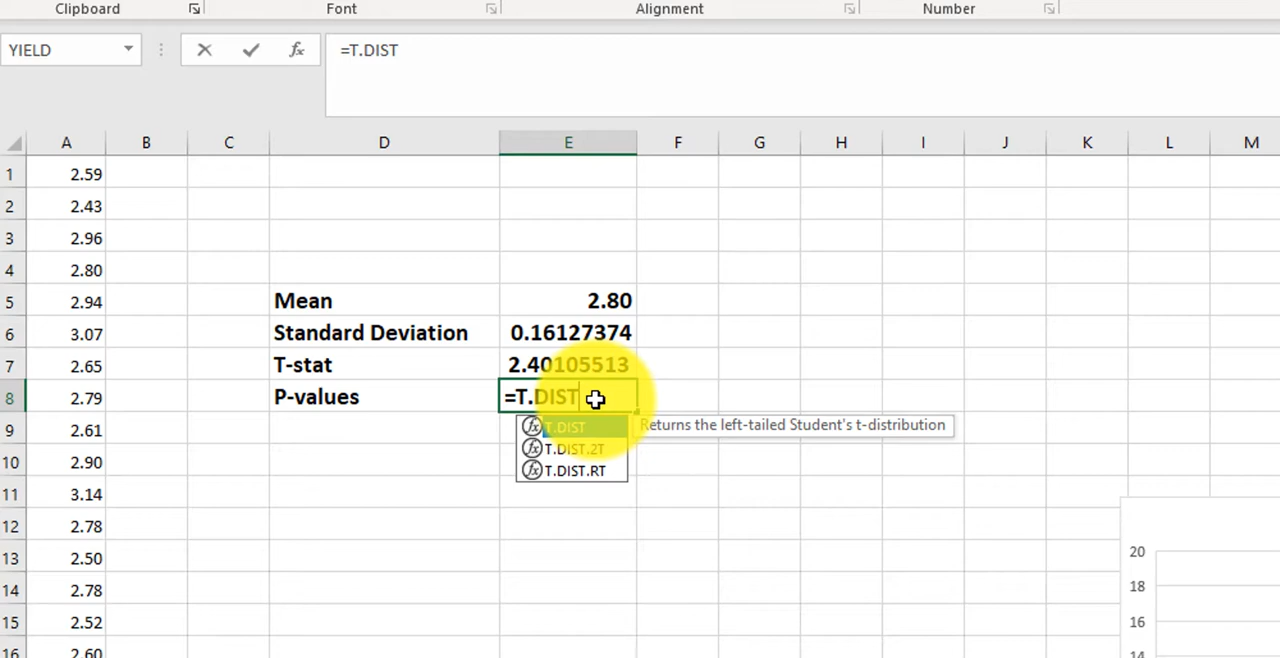 Clipboard Font Alignment Number
YIELD =T.DIST
A B C D E F G H I J K L M
1 2.59
2 2.43
3 2.96
4 2.80
5 2.94 Mean 2.80
6 3.07 Standard Deviation 0.16127374
7 2.65 T-stat 2.40105513
8 2.79 P-values =T.DIST
9 2.61 T.DIST Returns the left-tailed Student's t-distribution
T.DIST.2T
10 2.90 T.DIST.RT
11 3.14
12 2.78
13 2.50 20
14 2.78 18
15 2.52 16
16 2.60 14